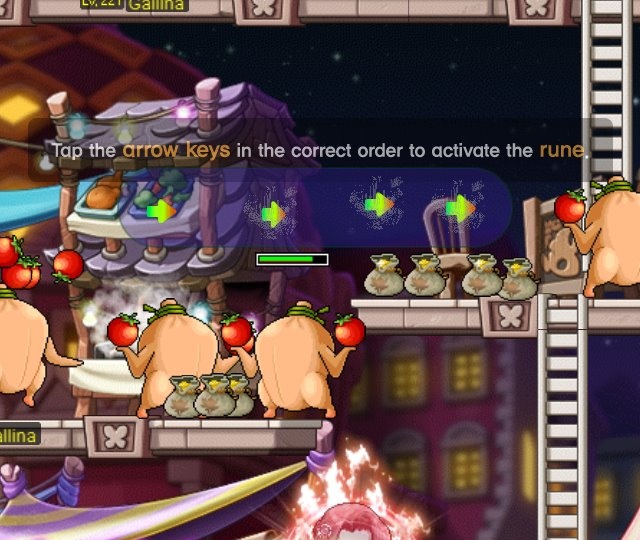 Lv. 221 Gallina
Tap the arrow keys in the correct order to activate the rune.
allina